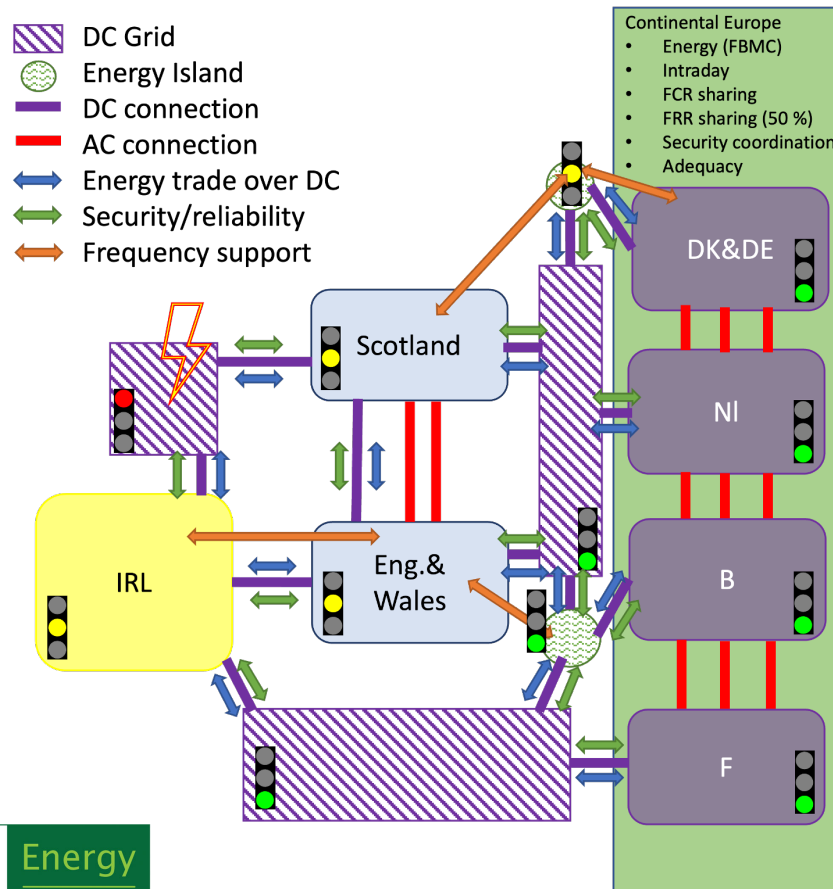 DC Grid
Energy Island
DC connection
AC connection
Energy trade over DC
Security/reliability
Frequency support
Continental Europe
• Energy (FBMC)
• Intraday
• FCR sharing
• FRR sharing (50 %)
• Security coordination
• Adequacy
DK&DE
Scotland
Nl
IRL
Eng.&
Wales
B
F
Energy